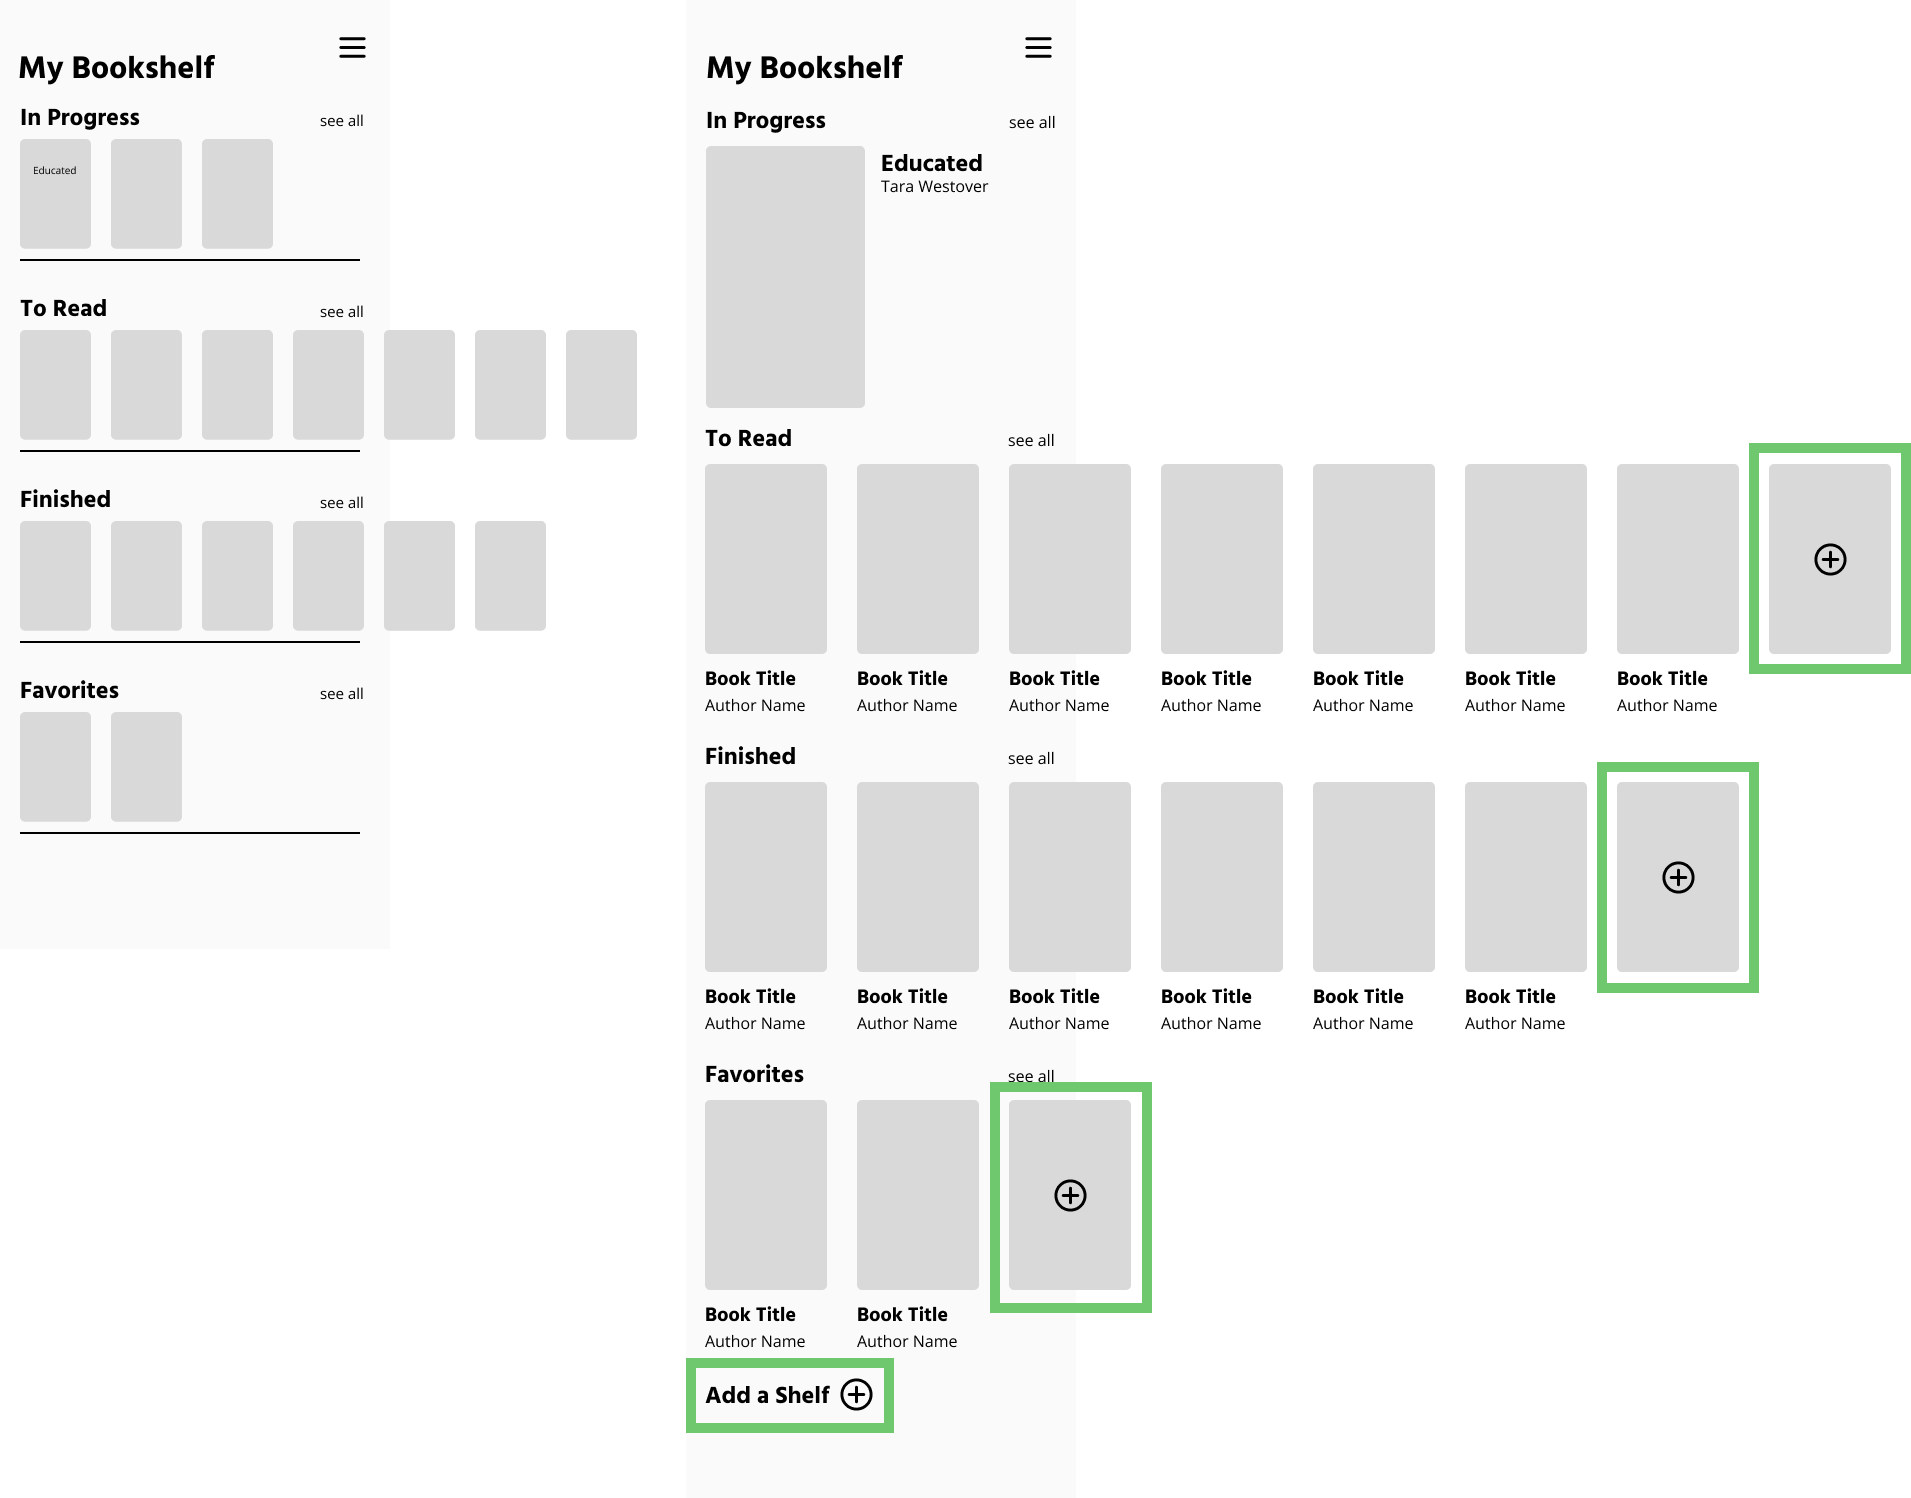 My Bookshelf
In Progress
see all
Educated
To Read
see all
Finished
see all
Favorites
see all
My Bookshelf
In Progress
see all
Educated
Tara Westover
To Read
see all
Book Title Book Title Book Title Book Title Book Title Book Title Book Title
Author Name Author Name Author Name Author Name Author Name Author Name Author Name
Finished
see all
Book Title Book Title Book Title Book Title Book Title Book Title
Author Name Author Name Author Name Author Name Author Name Author Name
Favorites
see all
Book Title Book Title
Author Name Author Name
Add a Shelf